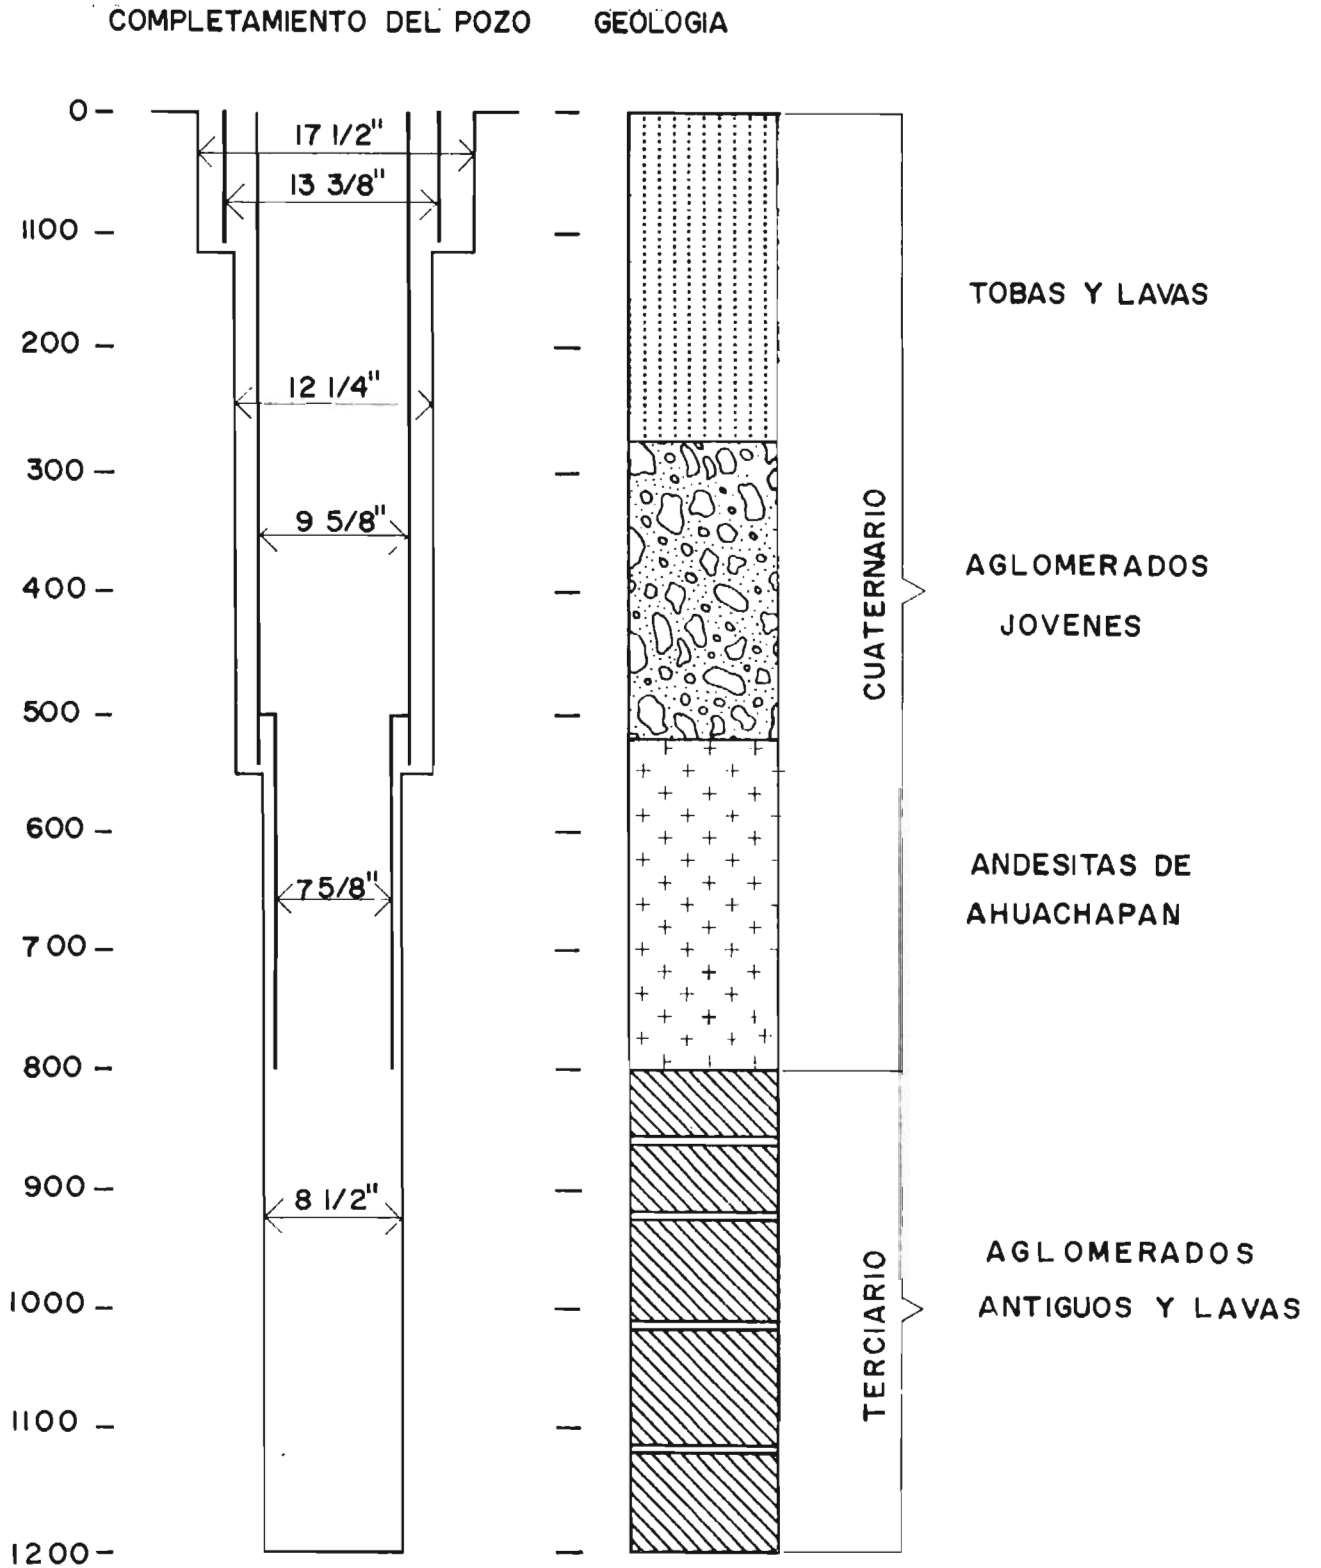 COMPLETAMIENTO DEL POZO
GEOLOGIA
0
17 1/2"
13 3/8"
1100
TOBAS Y LAVAS
200
12 1/4"
300
9 5/8"
CUATERNARIO
400
AGLOMERADOS
JOVENES
500
600
ANDESITAS DE
7 5/8"
AHUACHAPAN
700
800
900
8 1/2"
AGLOMERADOS
1000
ANTIGUOS Y LAVAS
TERCIARIO
1100
1200